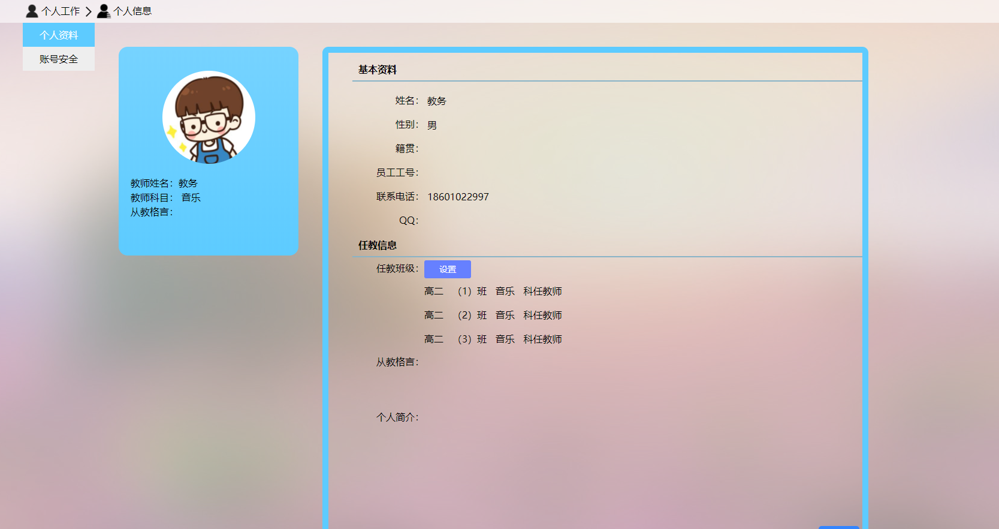 个人工作 个人信息
个人资料
账号安全
教师姓名：教务
教师科目： 音乐
从教格言：
基本资料
姓名： 教务
性别： 男
籍贯：
员工工号：
联系电话： 18601022997
QQ：
任教信息
任教班级： 设置
高二 （1）班 音乐 科任教师
高二 （2）班 音乐 科任教师
高二 （3）班 音乐 科任教师
从教格言：
个人简介：